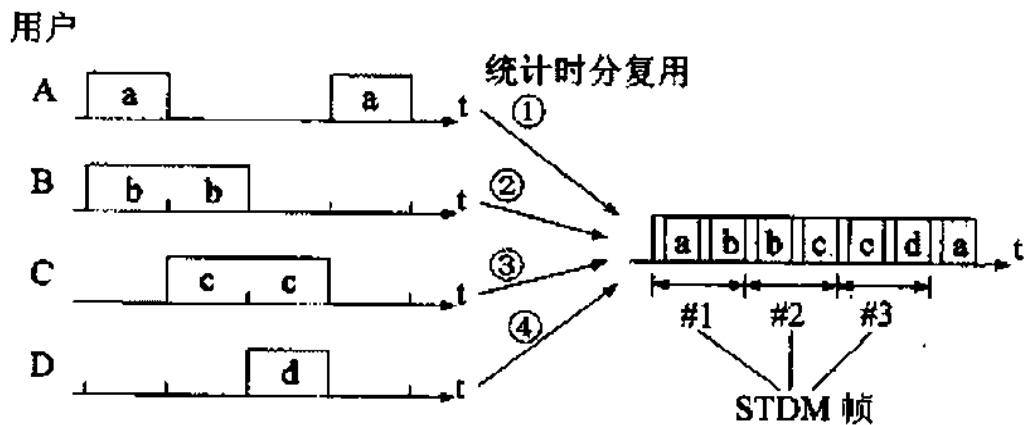 用户
统计时分复用
A a a t ①
B b b t ②
C c c t ③
D d t ④
a b b c c d a t
#1 #2 #3
STDM 帧